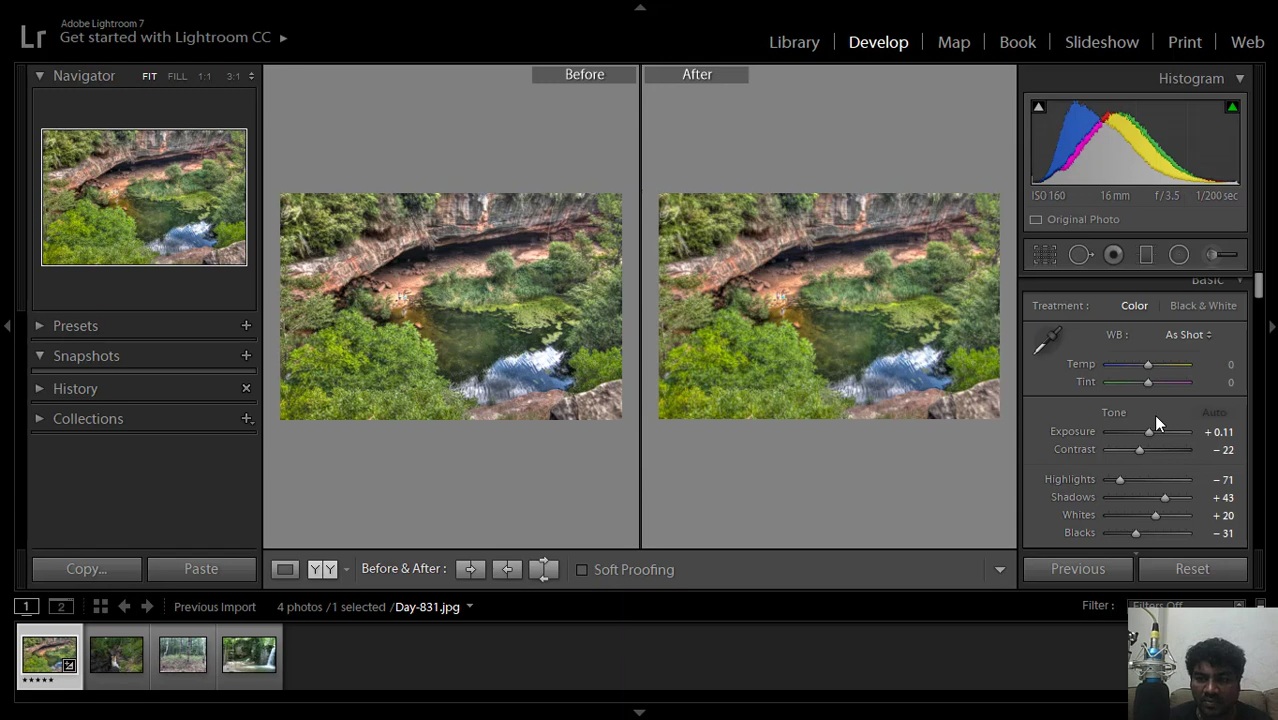 Adobe Lightroom 7
Lr Get started with Lightroom CC
Library Develop Map Book Slideshow Print Web
Navigator FIT FILL 1:1 3:1
Before After
Histogram
ISO 160 16 mm f / 3.5 1/200 sec
Original Photo
Basic
Treatment : Color Black & White
WB : As Shot
Temp 0
Tint 0
Tone Auto
Exposure + 0.11
Contrast − 22
Highlights − 71
Shadows + 43
Whites + 20
Blacks − 31
Presets
Snapshots
History
Collections
Copy... Paste
YY Before & After : Soft Proofing
Previous Reset
1 2 Previous Import 4 photos / 1 selected / Day-831.jpg
Filter : Filters Off